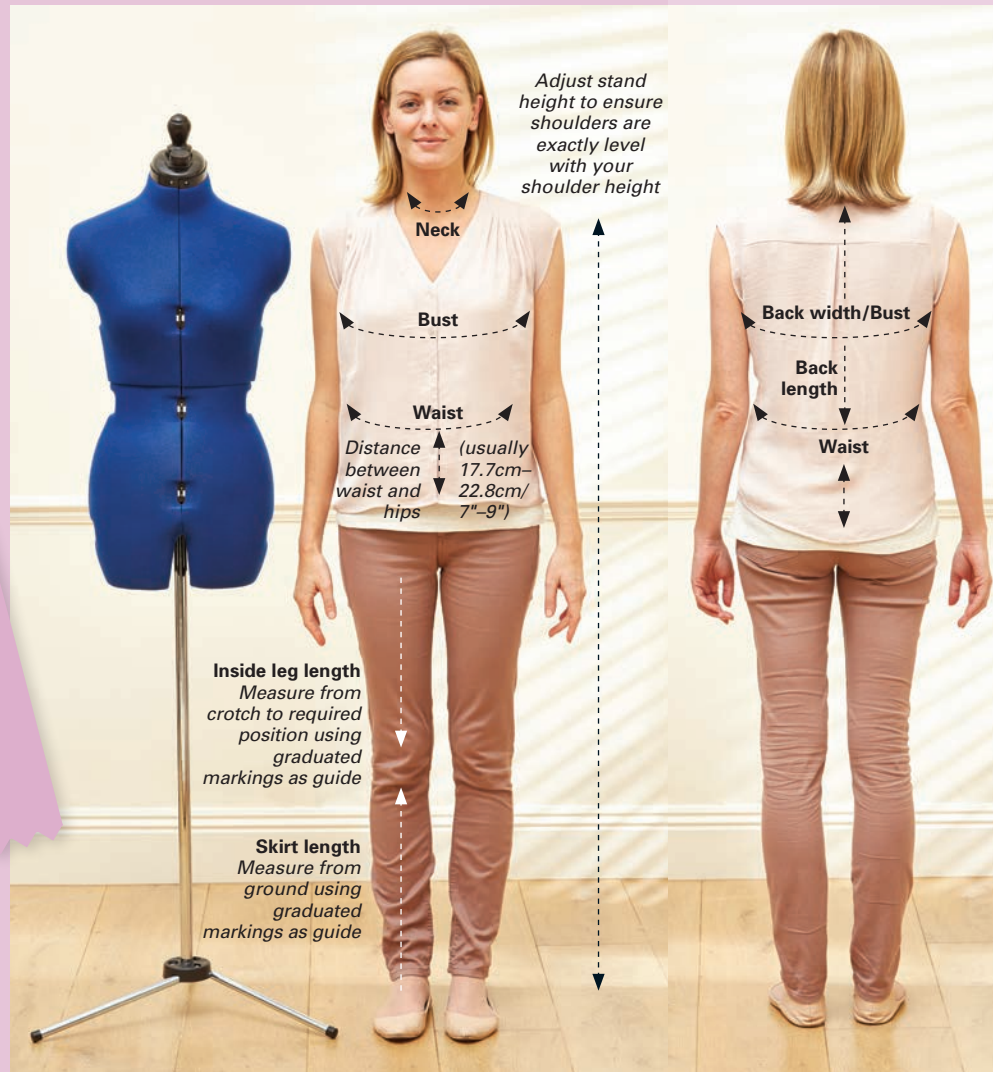 Adjust stand
height to ensure
shoulders are
exactly level
with your
shoulder height
Neck
Bust
Waist
Distance
between
waist and
hips
(usually
17.7cm–
22.8cm/
7"–9")
Inside leg length
Measure from
crotch to required
position using
graduated
markings as guide
Skirt length
Measure from
ground using
graduated
markings as guide
Back width/Bust
Back
length
Waist